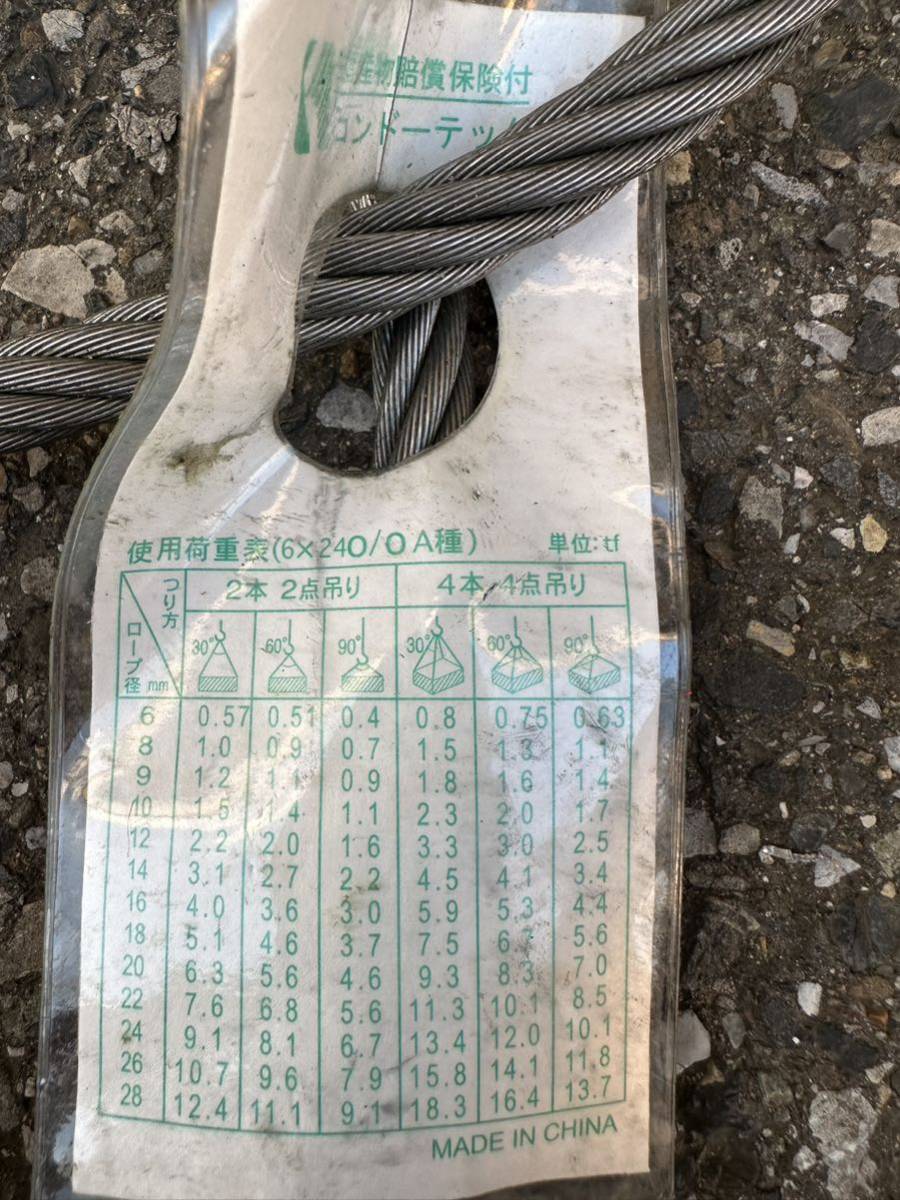 産物賠償保険付
コンドーテッ
使用荷重表(6×24O/O A種) 単位:tf
つり方 2本 2点吊り 4本 4点吊り
ロープ径 mm 30° 60° 90° 30° 60° 90°
6 0.57 0.51 0.4 0.8 0.75 0.63
8 1.0 0.9 0.7 1.5 1.3 1.1
9 1.2 1.1 0.9 1.8 1.6 1.4
10 1.5 1.4 1.1 2.3 2.0 1.7
12 2.2 2.0 1.6 3.3 3.0 2.5
14 3.1 2.7 2.2 4.5 4.1 3.4
16 4.0 3.6 3.0 5.9 5.3 4.4
18 5.1 4.6 3.7 7.5 5.6
20 6.3 5.6 4.6 9.3 8.3 7.0
22 7.6 6.8 5.6 11.3 10.1 8.5
24 9.1 8.1 6.7 13.4 12.0 10.1
26 10.7 9.6 7.9 15.8 14.1 11.8
28 12.4 11.1 9.1 18.3 16.4 13.7
MADE IN CHINA